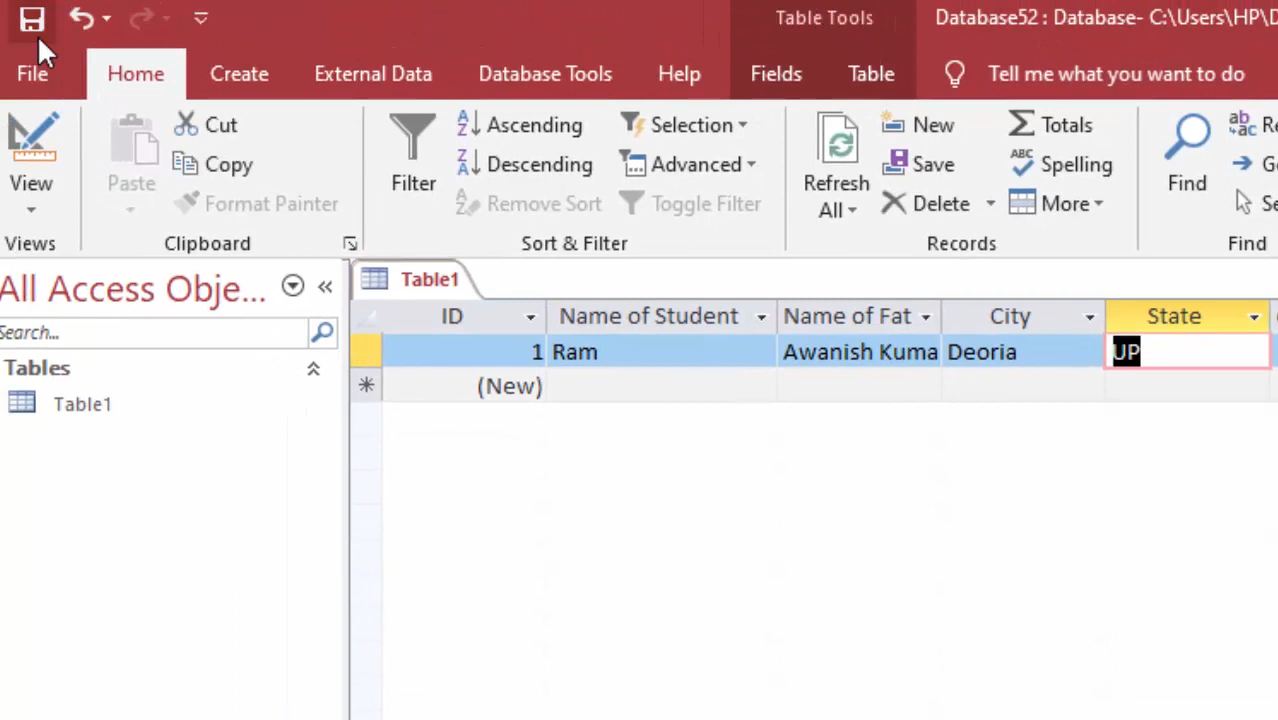 Table Tools Database52 : Database- C:\Users\HP\D
File Home Create External Data Database Tools Help Fields Table Tell me what you want to do
Cut Ascending Selection New Totals
Copy Descending Advanced Save Spelling
View Paste Filter Refresh All Find
Format Painter Remove Sort Toggle Filter Delete More
Views Clipboard Sort & Filter Records Find
All Access Obje... Table1
Search... ID Name of Student Name of Fat City State
Tables 1 Ram Awanish Kuma Deoria UP
Table1 (New)